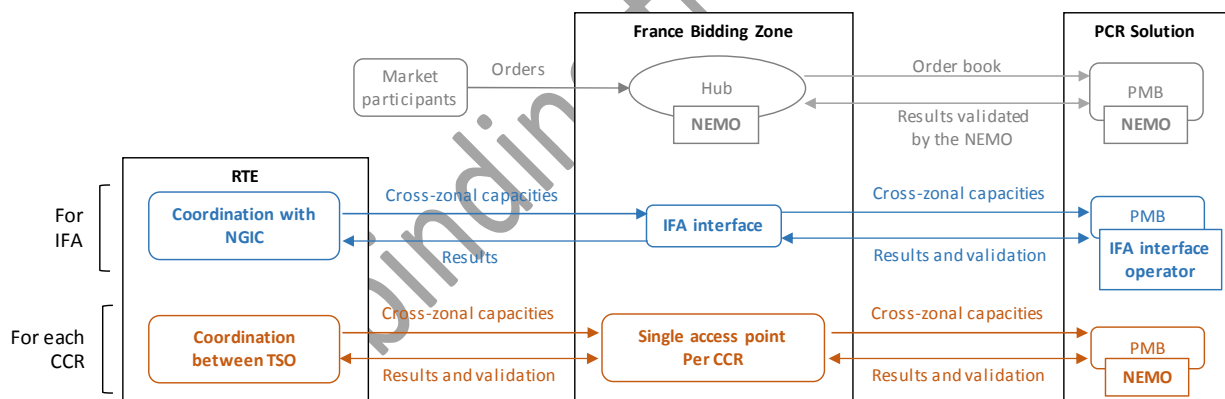 France Bidding Zone
PCR Solution
Market
participants
Orders
Hub
NEMO
Order book
Results validated
by the NEMO
PMB
NEMO
RTE
For
IFA
Coordination with
NGIC
Cross-zonal capacities
Results
IFA interface
Cross-zonal capacities
Results and validation
PMB
IFA interface
operator
For each
CCR
Coordination
between TSO
Cross-zonal capacities
Results and validation
Single access point
Per CCR
Cross-zonal capacities
Results and validation
PMB
NEMO
binding